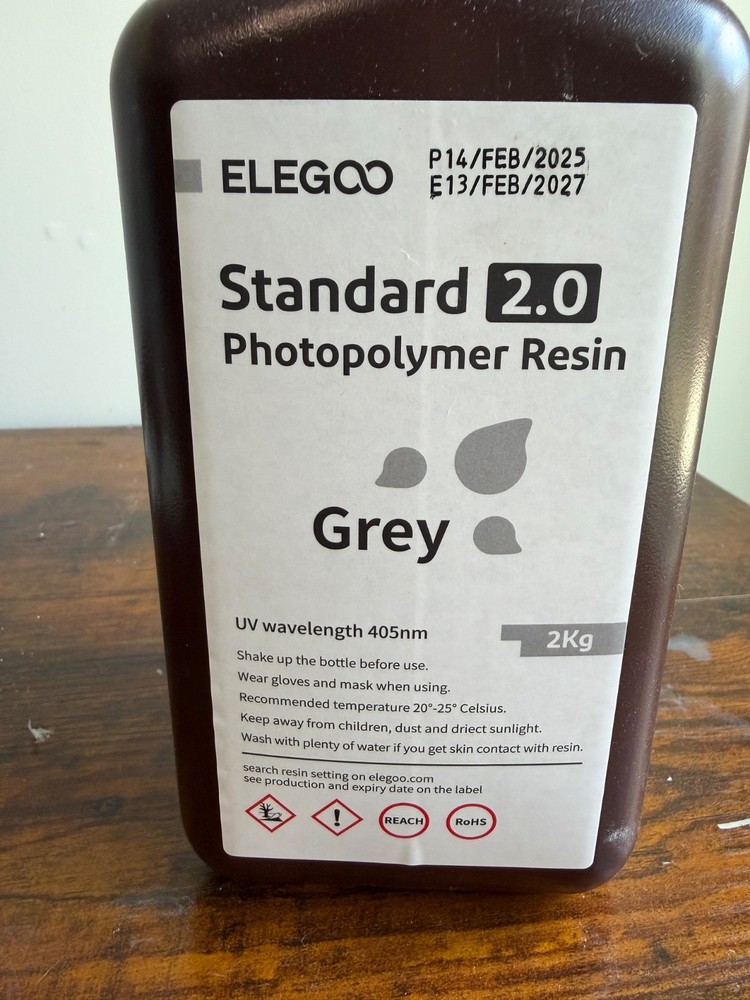 ELEGOO
P14/FEB/2025
E13/FEB/2027
Standard 2.0
Photopolymer Resin
Grey
UV wavelength 405nm
2Kg
Shake up the bottle before use.
Wear gloves and mask when using.
Recommended temperature 20°-25° Celsius.
Keep away from children, dust and driect sunlight.
Wash with plenty of water if you get skin contact with resin.
search resin setting on elegoo.com
see production and expiry date on the label
REACH RoHS